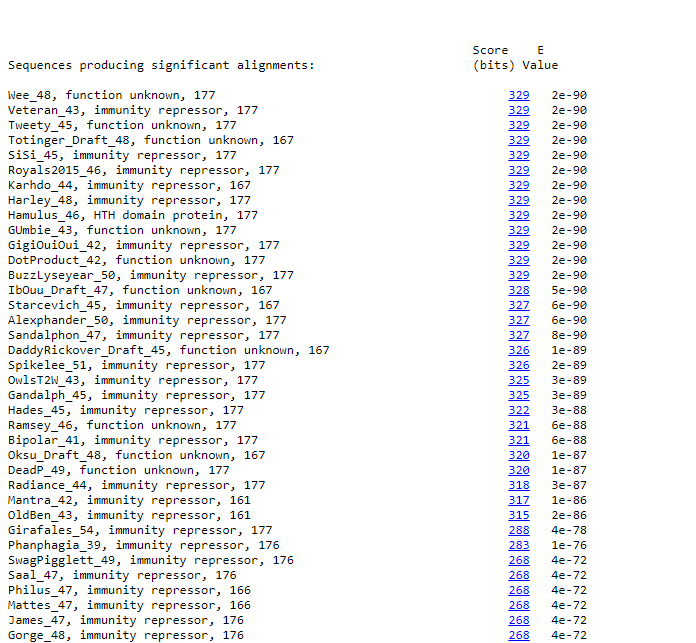 Score E
Sequences producing significant alignments: (bits) Value
Wee_48, function unknown, 177 329 2e-90
Veteran_43, immunity repressor, 177 329 2e-90
Tweety_45, function unknown, 177 329 2e-90
Totinger_Draft_48, function unknown, 167 329 2e-90
SiSi_45, immunity repressor, 177 329 2e-90
Royals2015_46, immunity repressor, 177 329 2e-90
Karhdo_44, immunity repressor, 167 329 2e-90
Harley_48, immunity repressor, 177 329 2e-90
Hamulus_46, HTH domain protein, 177 329 2e-90
GUmbie_43, function unknown, 177 329 2e-90
GigiOuiOui_42, immunity repressor, 177 329 2e-90
DotProduct_42, function unknown, 177 329 2e-90
BuzzLyseyear_50, immunity repressor, 177 329 2e-90
IbOuu_Draft_47, function unknown, 167 328 5e-90
Starcevich_45, immunity repressor, 167 327 6e-90
Alexphander_50, immunity repressor, 177 327 6e-90
Sandalphon_47, immunity repressor, 177 327 8e-90
DaddyRickover_Draft_45, function unknown, 167 326 1e-89
Spikelee_51, immunity repressor, 177 326 2e-89
OwlsT2W_43, immunity repressor, 177 325 3e-89
Gandalph_45, immunity repressor, 177 325 3e-89
Hades_45, immunity repressor, 177 322 3e-88
Ramsey_46, function unknown, 177 321 6e-88
Bipolar_41, immunity repressor, 177 321 6e-88
Oksu_Draft_48, function unknown, 167 320 1e-87
DeadP_49, function unknown, 177 320 1e-87
Radiance_44, immunity repressor, 177 318 3e-87
Mantra_42, immunity repressor, 161 317 1e-86
OldBen_43, immunity repressor, 161 315 2e-86
Girafales_54, immunity repressor, 177 288 4e-78
Phanphagia_39, immunity repressor, 176 283 1e-76
SwagPigglett_49, immunity repressor, 176 268 4e-72
Saal_47, immunity repressor, 176 268 4e-72
Philus_47, immunity repressor, 166 268 4e-72
Mattes_47, immunity repressor, 166 268 4e-72
James_47, immunity repressor, 176 268 4e-72
Gorge_48, immunity repressor, 176 268 4e-72